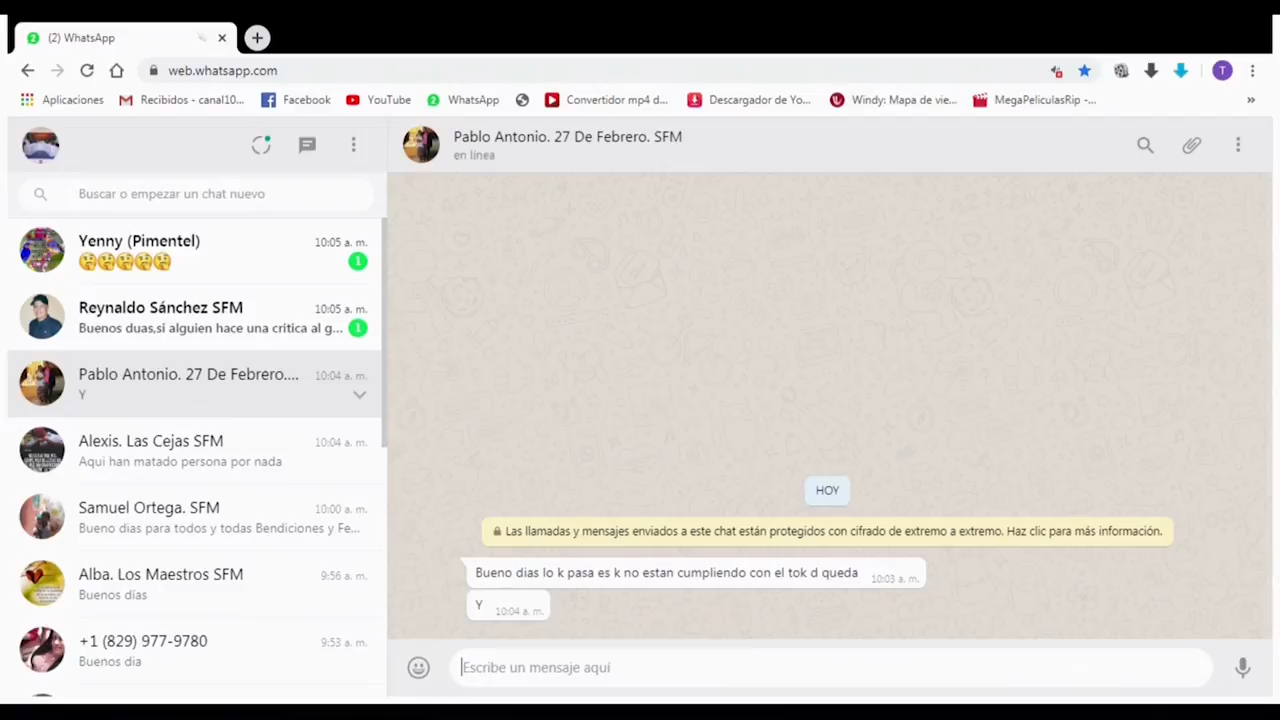 (2) WhatsApp
web.whatsapp.com
T
Aplicaciones
Recibidos - canal10...
Facebook
YouTube
WhatsApp
Convertidor mp4 d...
Descargador de Yo...
Windy: Mapa de vie...
MegaPeliculasRip -...
»
Buscar o empezar un chat nuevo
Yenny (Pimentel)
10:05 a. m.
🤔🤔🤔🤔🤔
1
Reynaldo Sánchez SFM
10:05 a. m.
Buenos duas,si alguien hace una critica al g...
1
Pablo Antonio. 27 De Febrero....
10:04 a. m.
Y
Alexis. Las Cejas SFM
10:04 a. m.
Aqui han matado persona por nada
Samuel Ortega. SFM
10:00 a. m.
Bueno dias para todos y todas Bendiciones y Fe...
Alba. Los Maestros SFM
9:56 a. m.
Buenos días
+1 (829) 977-9780
9:53 a. m.
Buenos dia
Pablo Antonio. 27 De Febrero. SFM
en línea
HOY
Las llamadas y mensajes enviados a este chat están protegidos con cifrado de extremo a extremo. Haz clic para más información.
Bueno dias lo k pasa es k no estan cumpliendo con el tok d queda
10:03 a. m.
Y
10:04 a. m.
Escribe un mensaje aquí